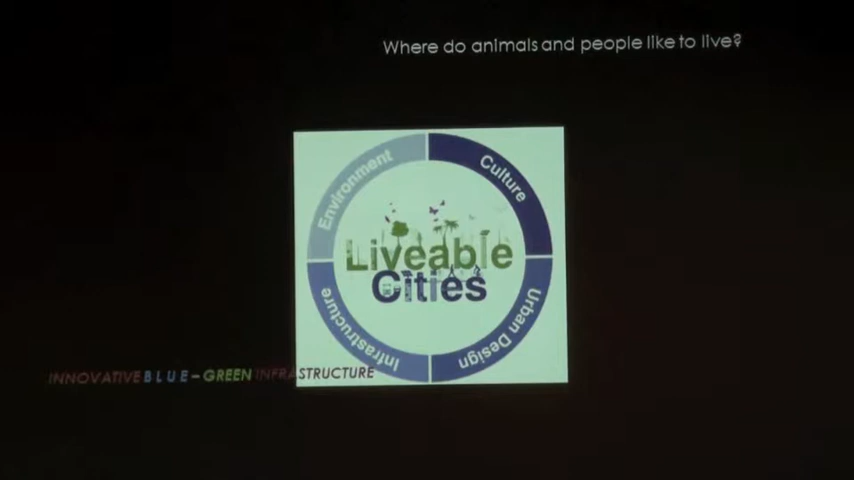 Where do animals and people like to live?
Environment
Culture
Liveable
Cities
Infrastructure
Urban Design
INNOVATIVE BLUE – GREEN INFRASTRUCTURE